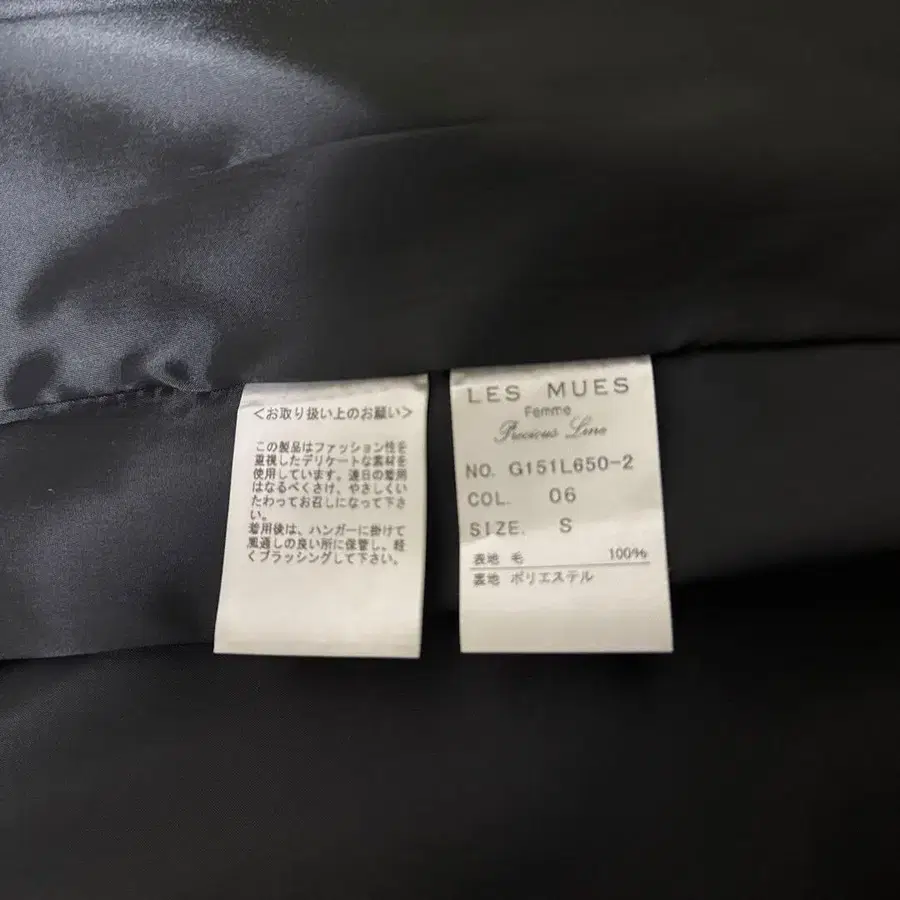 <お取り扱い上のお願い>
この製品はファッション性を
重視したデリケートな素材を
使用しています。連日の着用
はなるべくさけ、やさしくい
たわってお召しになって下さ
い。
着用後は、ハンガーに掛けて
風通しの良い所に保管し、軽
くブラッシングして下さい。
LES MUES
Femme
Precious Line
NO. G151L650-2
COL. 06
SIZE. S
表地 毛 100%
裏地 ポリエステル